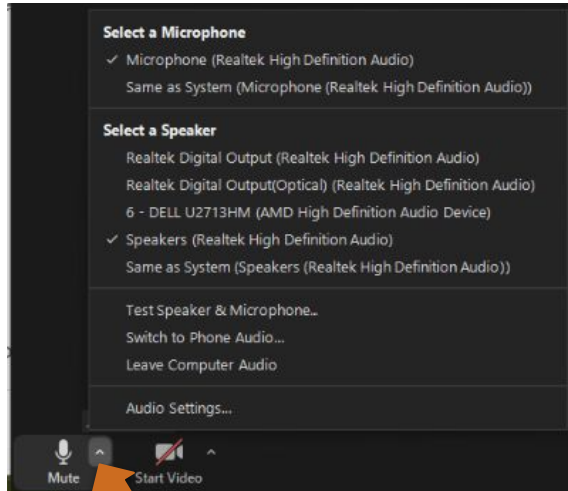 Select a Microphone
Microphone (Realtek High Definition Audio)
Same as System (Microphone (Realtek High Definition Audio))
Select a Speaker
Realtek Digital Output (Realtek High Definition Audio)
Realtek Digital Output(Optical) (Realtek High Definition Audio)
6 - DELL U2713HM (AMD High Definition Audio Device)
Speakers (Realtek High Definition Audio)
Same as System (Speakers (Realtek High Definition Audio))
Test Speaker & Microphone...
Switch to Phone Audio...
Leave Computer Audio
Audio Settings...
Mute Start Video